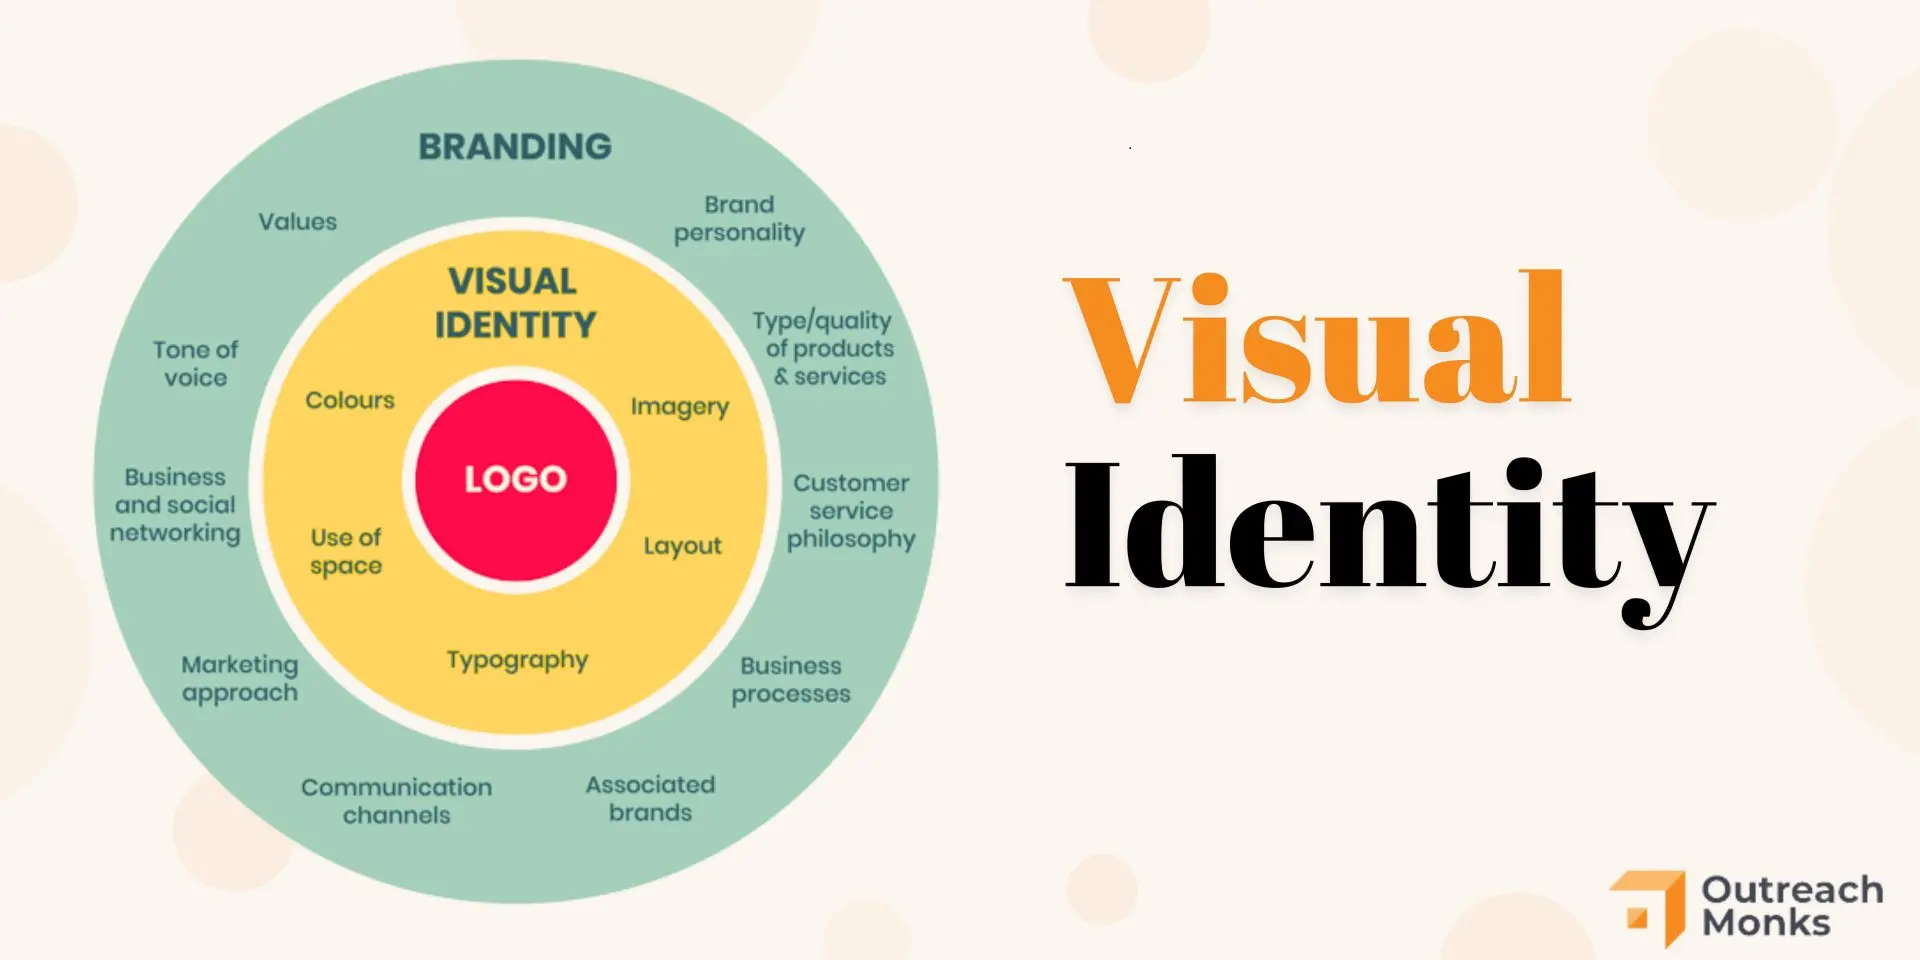 BRANDING
Values
Brand
personality
VISUAL
IDENTITY
Tone of
voice
Type/quality
of products
& services
Colours
Imagery
LOGO
Business
and social
networking
Customer
service
philosophy
Use of
space
Layout
Typography
Marketing
approach
Business
processes
Communication
channels
Associated
brands
Visual
Identity
Outreach
Monks